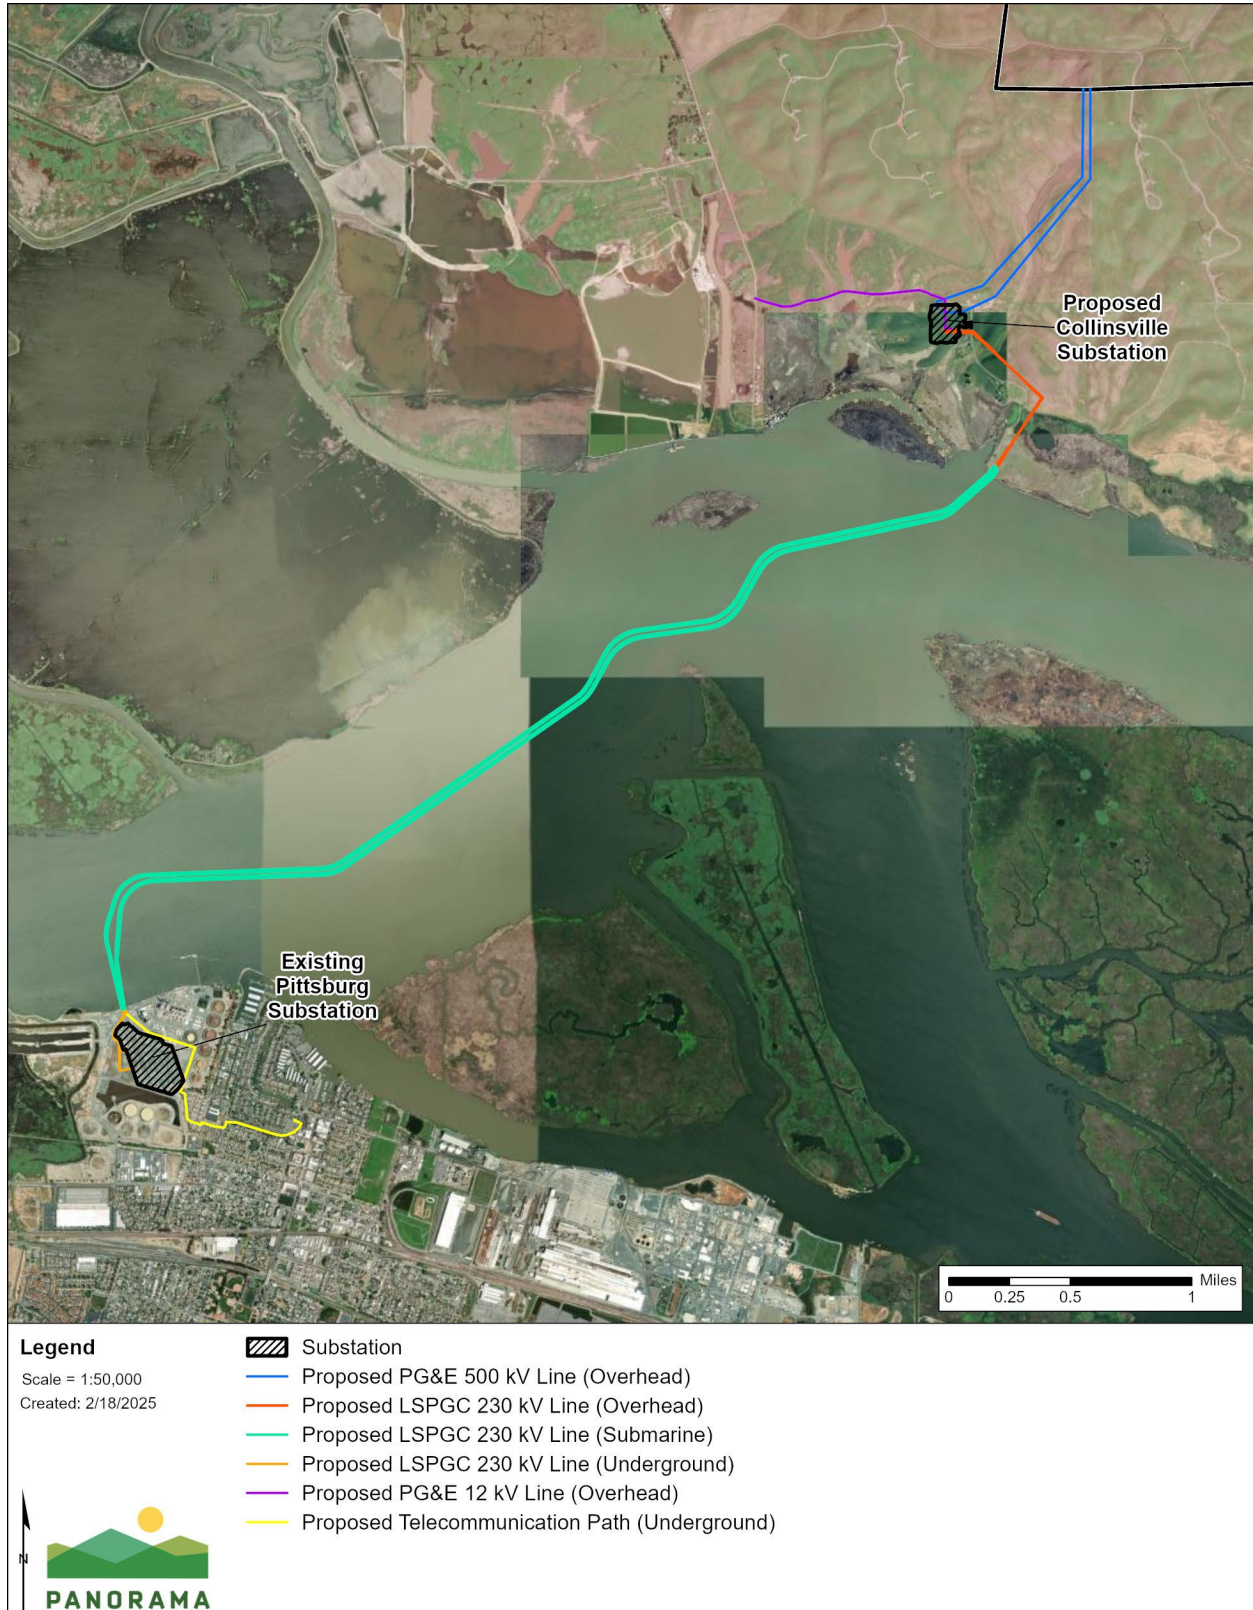 Proposed
Collinsville
Substation
Existing
Pittsburg
Substation
Miles
0 0.25 0.5 1
Legend
Scale = 1:50,000
Created: 2/18/2025
Substation
Proposed PG&E 500 kV Line (Overhead)
Proposed LSPGC 230 kV Line (Overhead)
Proposed LSPGC 230 kV Line (Submarine)
Proposed LSPGC 230 kV Line (Underground)
Proposed PG&E 12 kV Line (Overhead)
Proposed Telecommunication Path (Underground)
N
PANORAMA